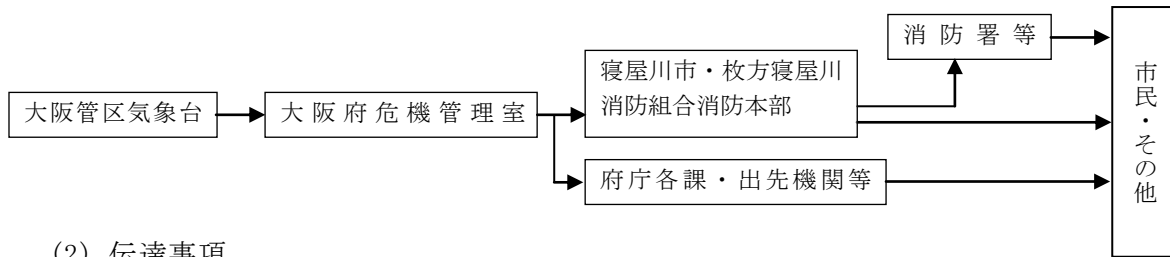 消防署等
寝屋川市・枚方寝屋川
消防組合消防本部
大阪管区気象台
大阪府危機管理室
府庁各課・出先機関等
市民・その他
(2) 伝達事項